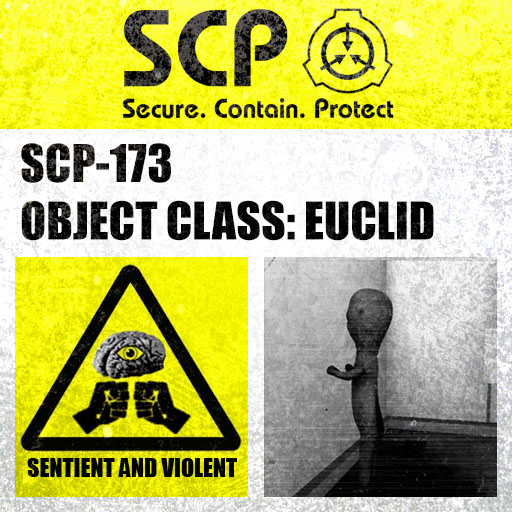 SCP
Secure. Contain. Protect
SCP-173
OBJECT CLASS: EUCLID
SENTIENT AND VIOLENT